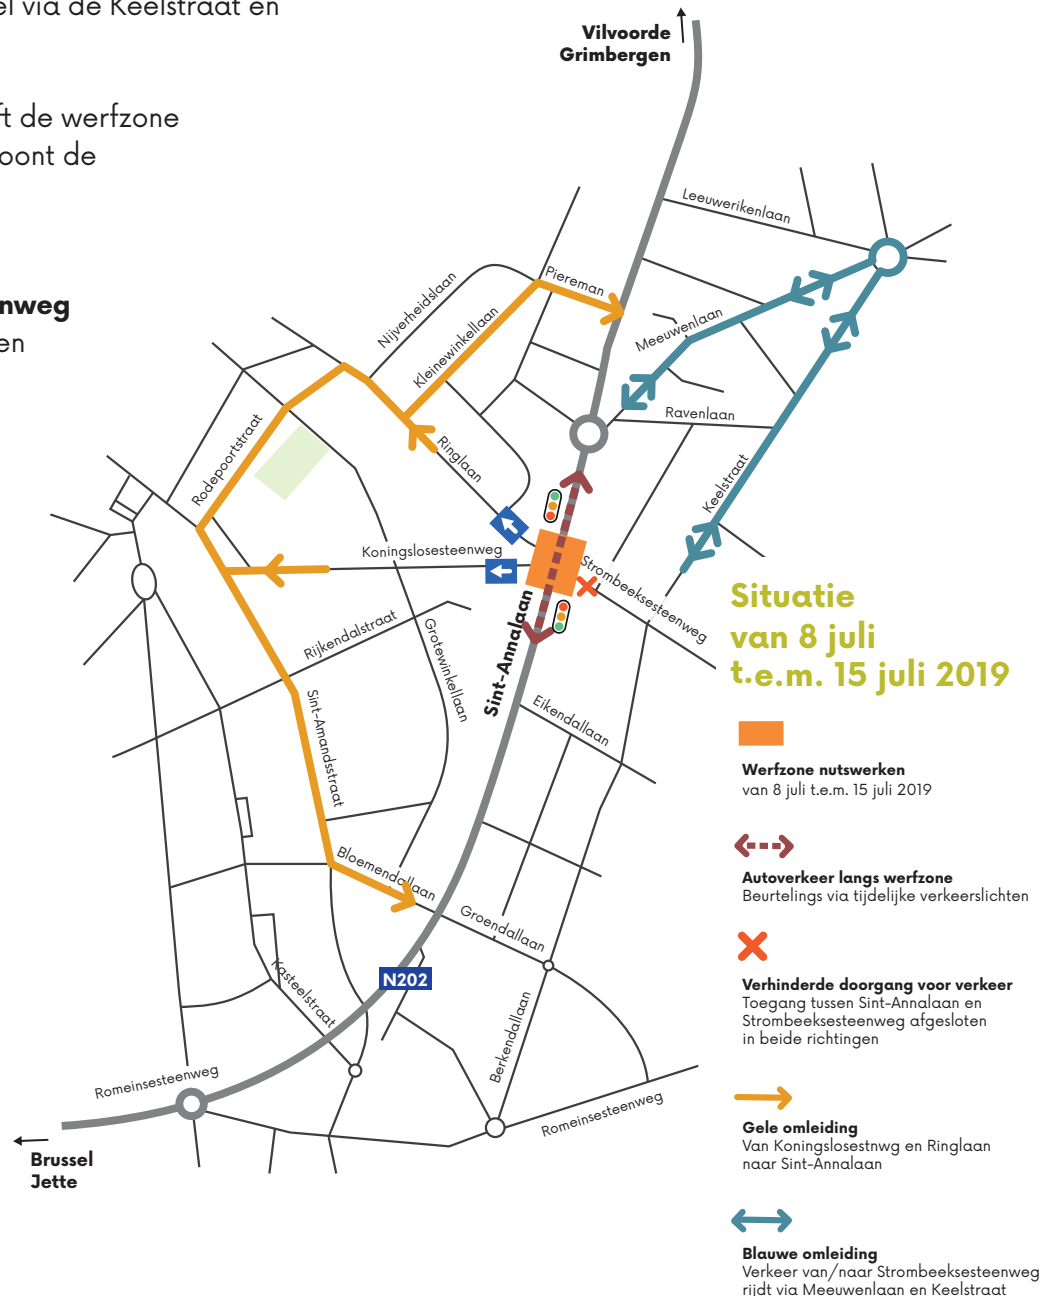 el via de Keelstraat en
ft de werfzone
oont de
nweg
en
Vilvoorde
Grimbergen
Leeuwerikenlaan
Piereman
Nijverheidslaan
Kleinewinkellaan
Meeuwenlaan
Ravenlaan
Rodepoortstraat
Ringlaan
Keelstraat
Koningslosesteenweg
Strombeeksesteenweg
Sint-Annalaan
Rijkendalstraat
Grotewinkellaan
Sint-Amandsstraat
Eikendallaan
Bloemendallaan
Groendallaan
N202
Kasteelstraat
Berkendallaan
Romeinsesteenweg
Romeinsesteenweg
Brussel
Jette
Situatie
van 8 juli
t.e.m. 15 juli 2019
Werfzone nutswerken
van 8 juli t.e.m. 15 juli 2019
Autoverkeer langs werfzone
Beurtelings via tijdelijke verkeerslichten
Verhinderde doorgang voor verkeer
Toegang tussen Sint-Annalaan en
Strombeeksesteenweg afgesloten
in beide richtingen
Gele omleiding
Van Koningslosestnwg en Ringlaan
naar Sint-Annalaan
Blauwe omleiding
Verkeer van/naar Strombeeksesteenweg
rijdt via Meeuwenlaan en Keelstraat